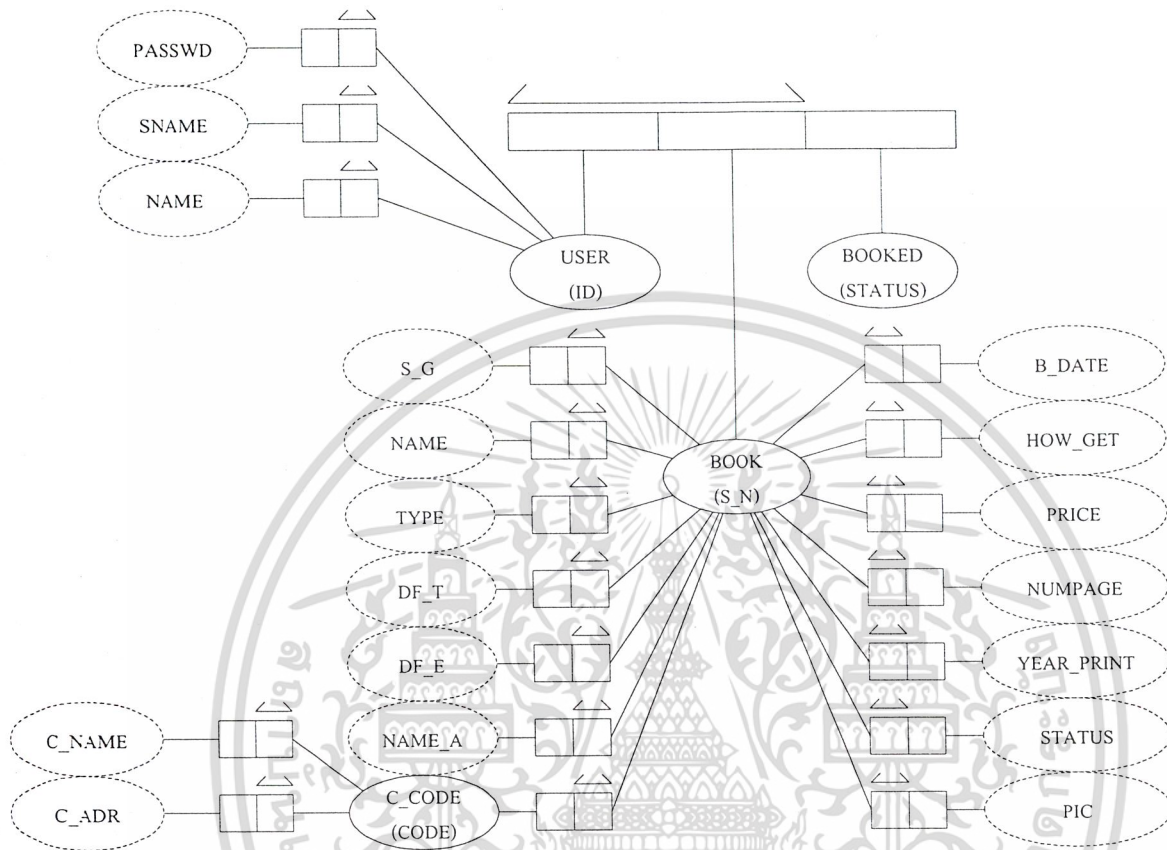 PASSWD
SNAME
NAME
USER
(ID)
BOOKED
(STATUS)
S_G
NAME
TYPE
DF_T
DF_E
NAME_A
C_NAME
C_ADR
C_CODE
(CODE)
BOOK
(S_N)
B_DATE
HOW_GET
PRICE
NUMPAGE
YEAR_PRINT
STATUS
PIC